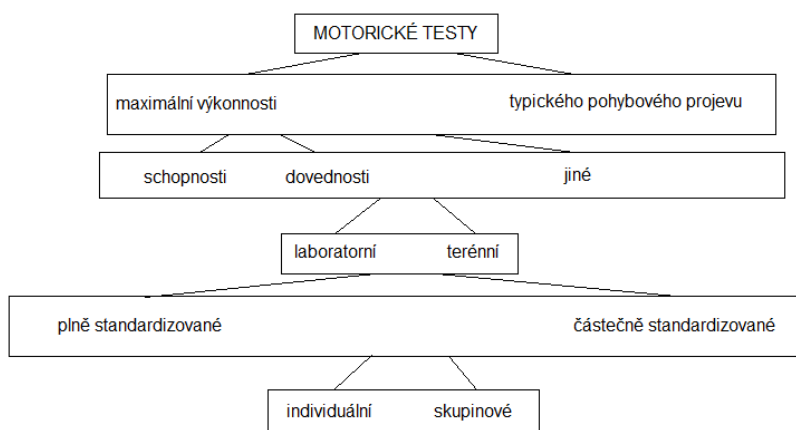 MOTORICKÉ TESTY
maximální výkonnosti typického pohybového projevu
schopnosti dovednosti jiné
laboratorní terénní
plně standardizované částečně standardizované
individuální skupinové